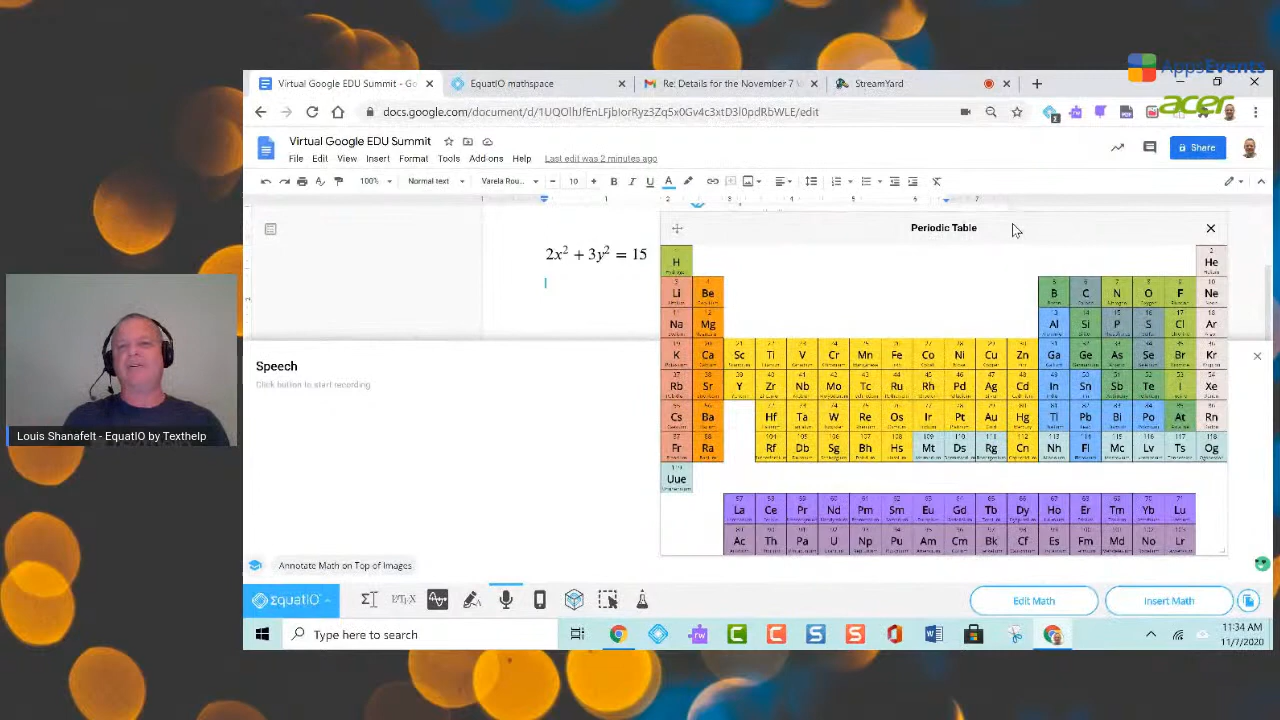 AppsEvents
acer
Virtual Google EDU Summit - Go
EquatIO mathspace
Re: Details for the November 7 V
StreamYard
docs.google.com/document/d/1UQOlhUfEnLFjbIorRyz3Zq5x0Gv4c3xtD3l0pdRbWLE/edit
Virtual Google EDU Summit
File Edit View Insert Format Tools Add-ons Help Last edit was 2 minutes ago
Share
100% Normal text Varela Rou... 10
2x² + 3y² = 15
Periodic Table
H He
Li Be B C N O F Ne
Na Mg Al Si P S Cl Ar
K Ca Sc Ti V Cr Mn Fe Co Ni Cu Zn Ga Ge As Se Br Kr
Rb Sr Y Zr Nb Mo Tc Ru Rh Pd Ag Cd In Sn Sb Te I Xe
Cs Ba Hf Ta W Re Os Ir Pt Au Hg Tl Pb Bi Po At Rn
Fr Ra Rf Db Sg Bh Hs Mt Ds Rg Cn Nh Fl Mc Lv Ts Og
Uue
La Ce Pr Nd Pm Sm Eu Gd Tb Dy Ho Er Tm Yb Lu
Ac Th Pa U Np Pu Am Cm Bk Cf Es Fm Md No Lr
Speech
Click button to start recording
Louis Shanafelt - EquatIO by Texthelp
Annotate Math on Top of Images
EquatIO
LATEX
Edit Math
Insert Math
Type here to search
11:34 AM
11/7/2020